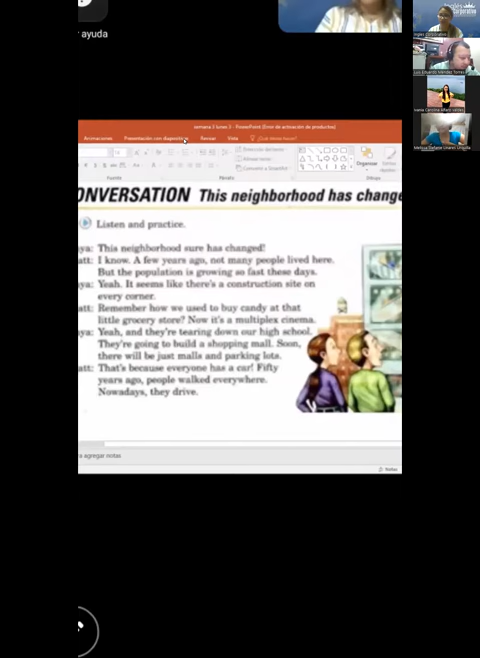 r ayuda
semana 3 lunes 3 - PowerPoint (Error de activación de productos)
Animaciones Presentación con diapositivas Revisar Vista ¿Qué desea hacer?
Organizar
Fuente Párrafo Dibujo
ONVERSATION This neighborhood has change
Listen and practice.
ya: This neighborhood sure has changed!
att: I know. A few years ago, not many people lived here.
But the population is growing so fast these days.
ya: Yeah. It seems like there's a construction site on
every corner.
att: Remember how we used to buy candy at that
little grocery store? Now it's a multiplex cinema.
ya: Yeah, and they're tearing down our high school.
They're going to build a shopping mall. Soon,
there will be just malls and parking lots.
att: That's because everyone has a car! Fifty
years ago, people walked everywhere.
Nowadays, they drive.
a agregar notas
Notas